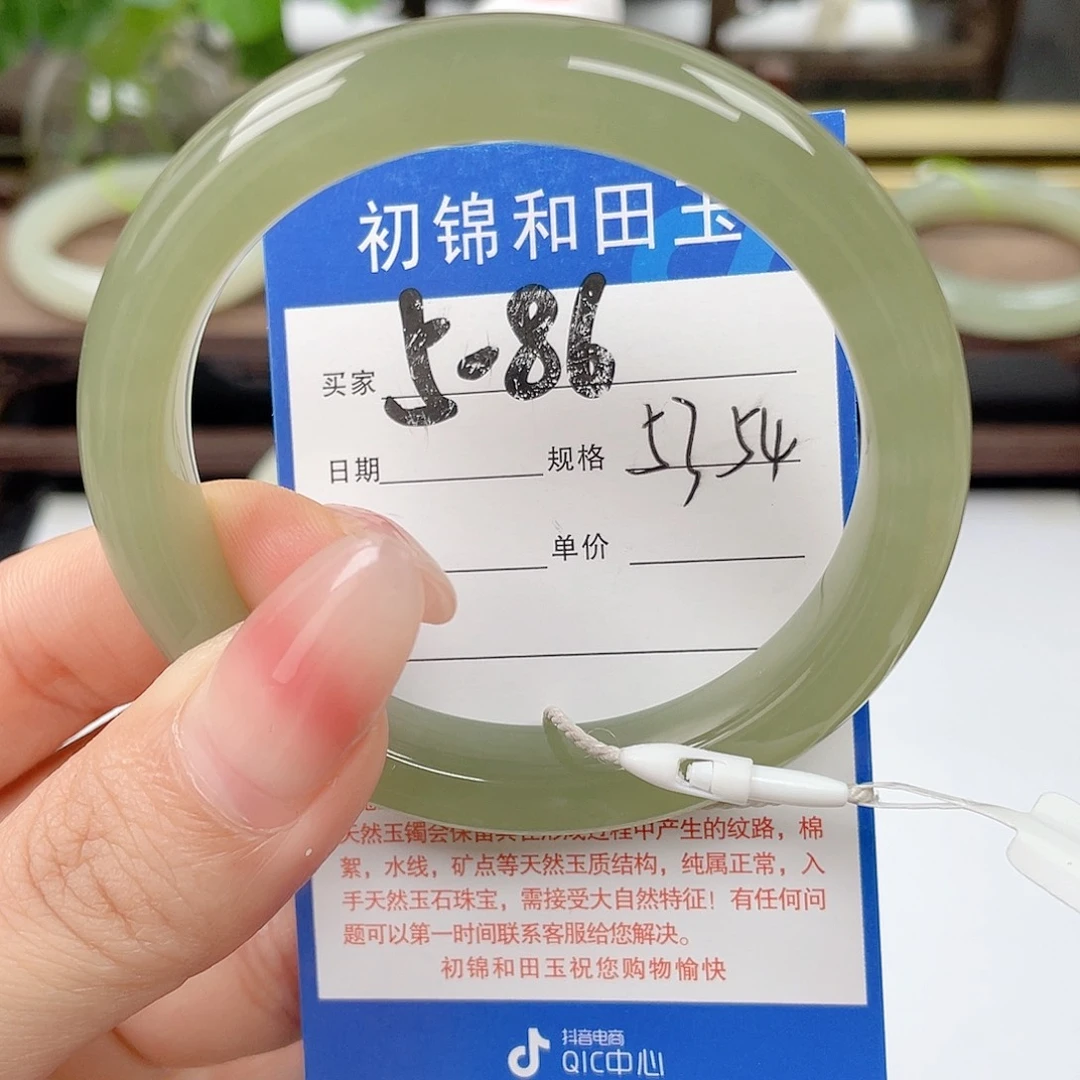 初锦和田玉
买家 5-86
日期 规格 53 54
单价
天然玉镯会保留其在形成过程中产生的纹路，棉
絮，水线，矿点等天然玉质结构，纯属正常，入
手天然玉石珠宝，需接受大自然特征！有任何问
题可以第一时间联系客服给您解决。
初锦和田玉祝您购物愉快
抖音电商
QIC中心